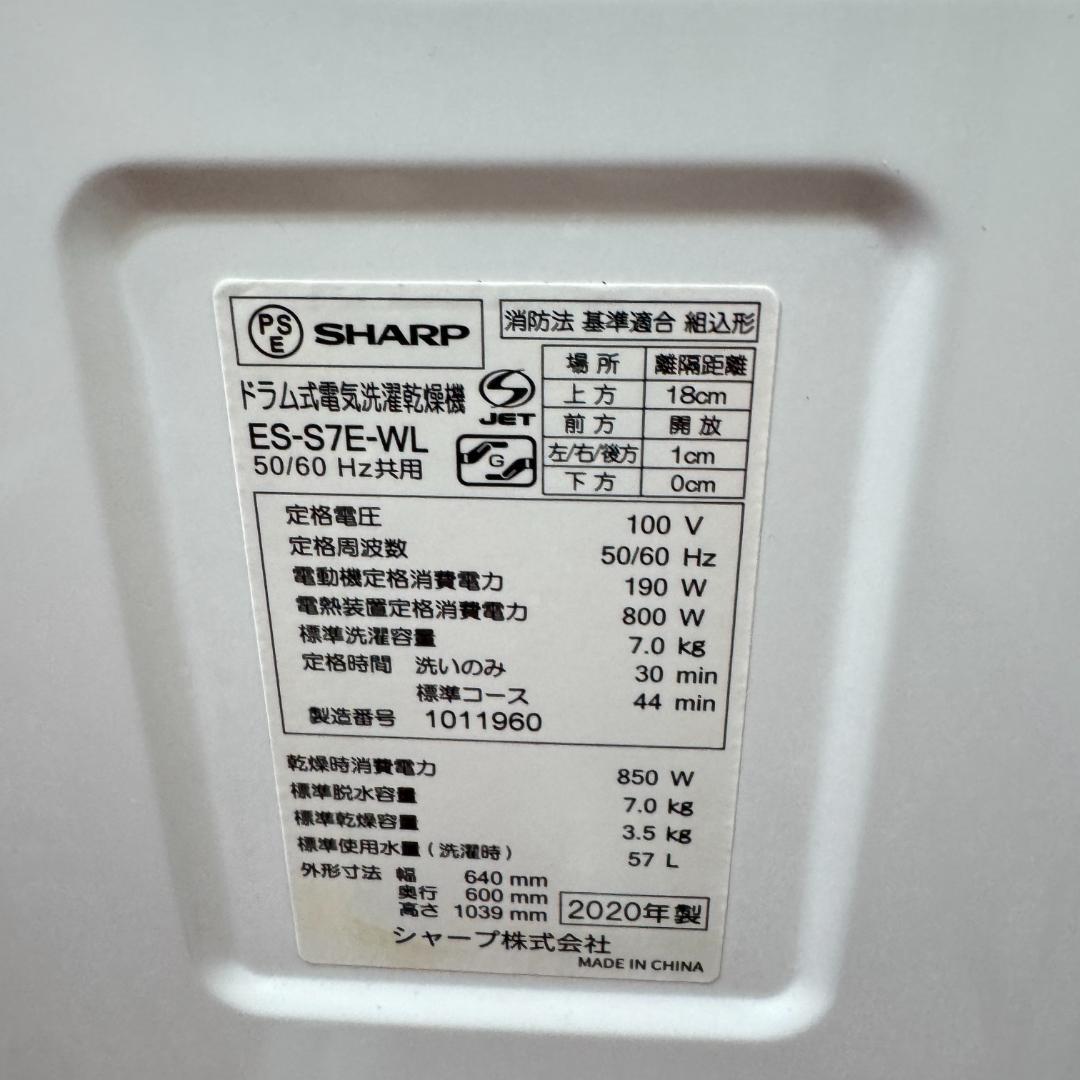 PS
E
SHARP
消防法 基準適合 組込形
ドラム式電気洗濯乾燥機
ES-S7E-WL
50/60 Hz共用
S
JET
G
場所 離隔距離
上方 18cm
前方 開放
左/右/後方 1cm
下方 0cm
定格電圧 100 V
定格周波数 50/60 Hz
電動機定格消費電力 190 W
電熱装置定格消費電力 800 W
標準洗濯容量 7.0 kg
定格時間 洗いのみ 30 min
標準コース 44 min
製造番号 1011960
乾燥時消費電力 850 W
標準脱水容量 7.0 kg
標準乾燥容量 3.5 kg
標準使用水量(洗濯時) 57 L
外形寸法 幅 640 mm
奥行 600 mm
高さ 1039 mm
2020年製
シャープ株式会社
MADE IN CHINA